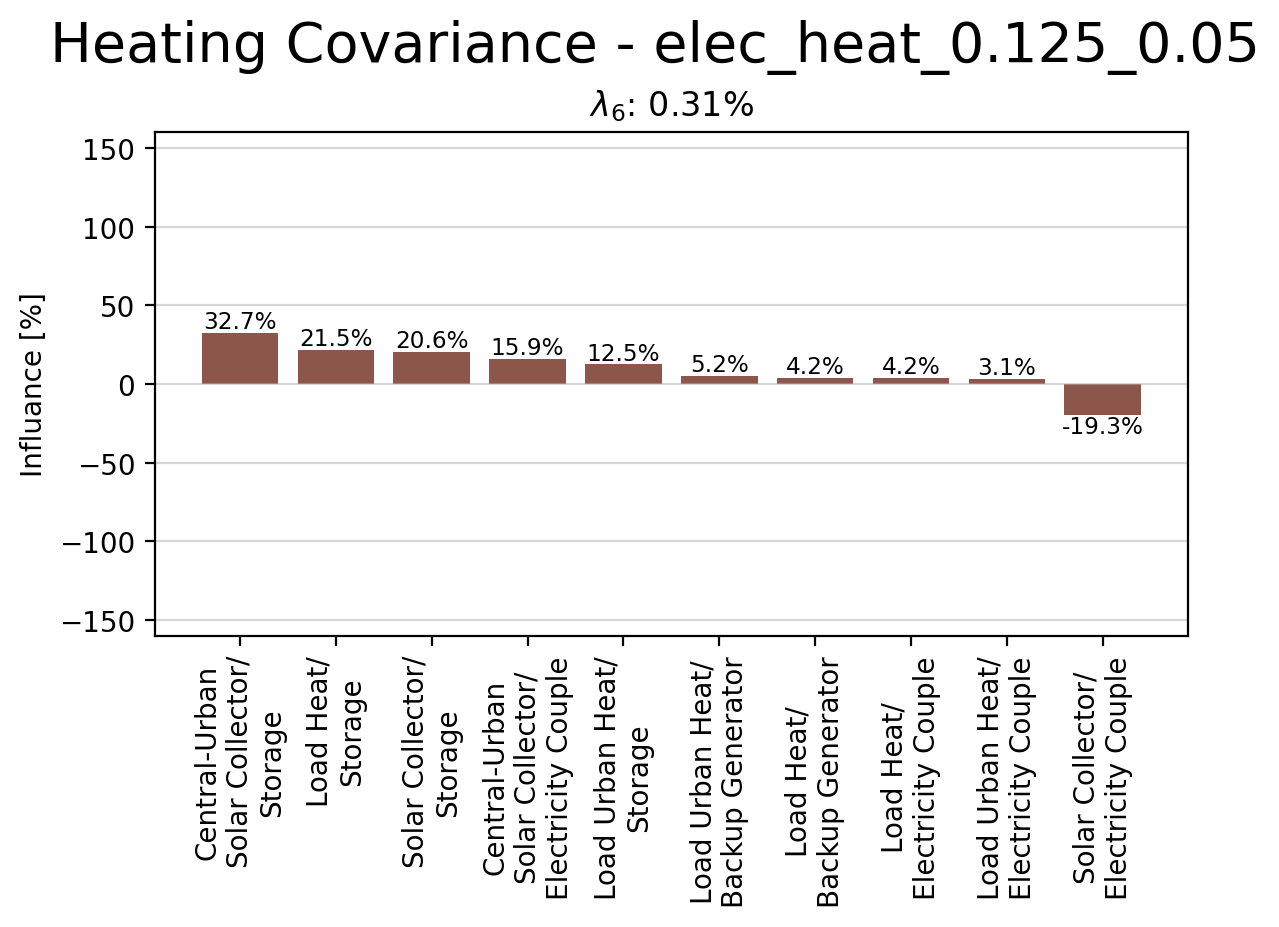 Heating Covariance - elec_heat_0.125_0.05
λ6: 0.31%
Influance [%]
150
100
50
0
−50
−100
−150
32.7%
21.5%
20.6%
15.9%
12.5%
5.2%
4.2%
4.2%
3.1%
-19.3%
Central-Urban
Solar Collector/
Storage
Load Heat/
Storage
Solar Collector/
Storage
Central-Urban
Solar Collector/
Electricity Couple
Load Urban Heat/
Storage
Load Urban Heat/
Backup Generator
Load Heat/
Backup Generator
Load Heat/
Electricity Couple
Load Urban Heat/
Electricity Couple
Solar Collector/
Electricity Couple